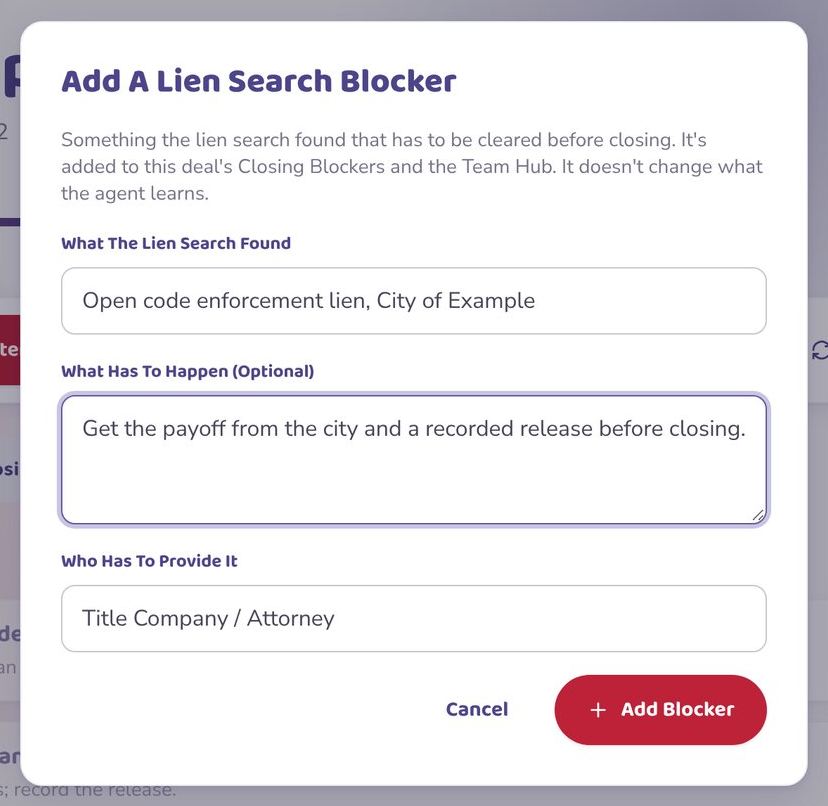 Add A Lien Search Blocker
Something the lien search found that has to be cleared before closing. It's
added to this deal's Closing Blockers and the Team Hub. It doesn't change what
the agent learns.
What The Lien Search Found
Open code enforcement lien, City of Example
What Has To Happen (Optional)
Get the payoff from the city and a recorded release before closing.
Who Has To Provide It
Title Company / Attorney
Cancel
+ Add Blocker
record the release.